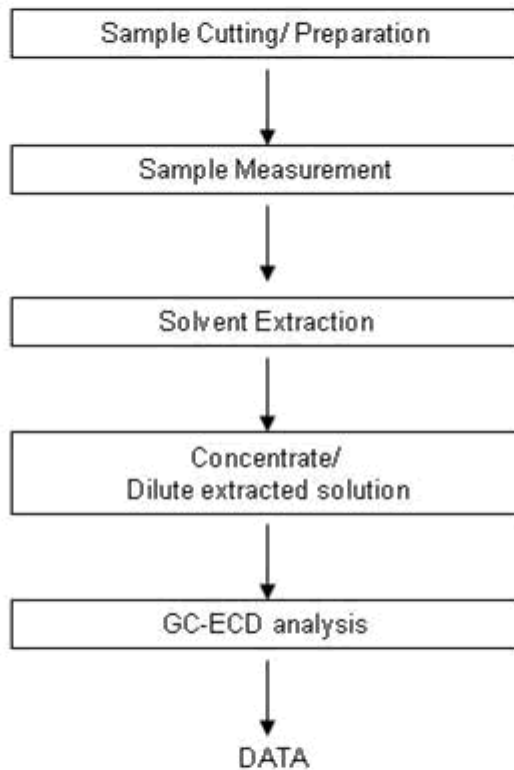 Sample Cutting/ Preparation
Sample Measurement
Solvent Extraction
Concentrate/
Dilute extracted solution
GC-ECD analysis
DATA